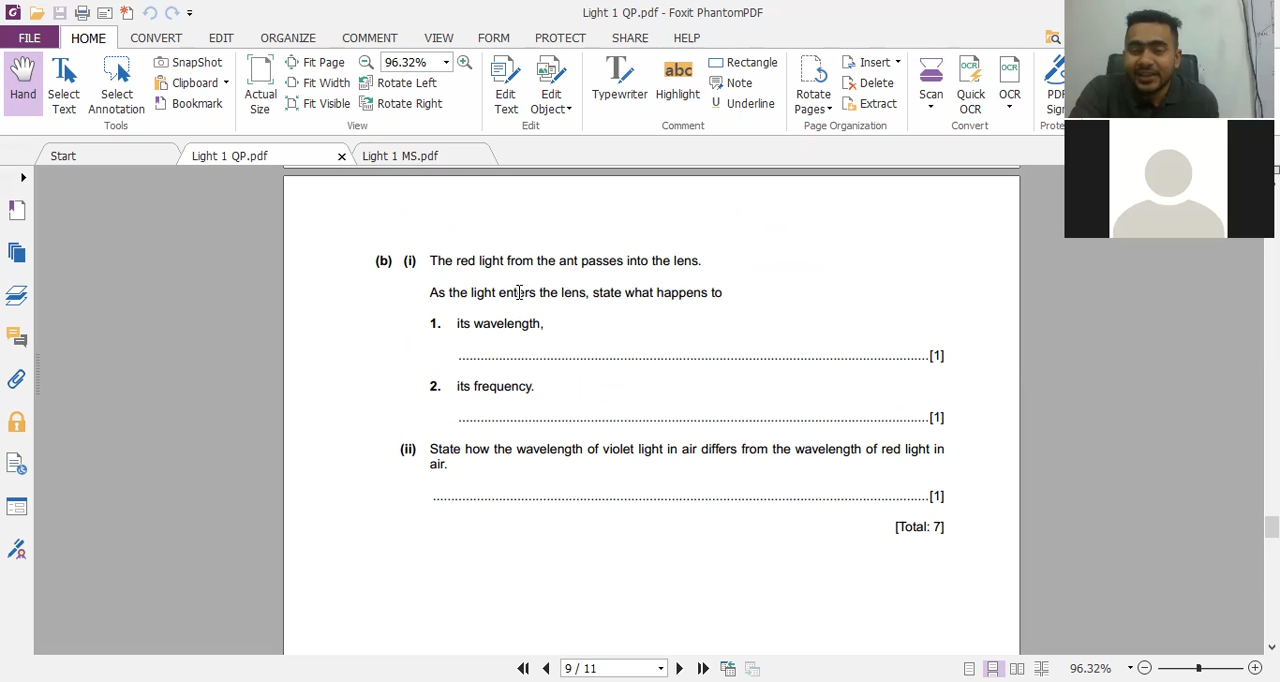 Light 1 QP.pdf - Foxit PhantomPDF
FILE HOME CONVERT EDIT ORGANIZE COMMENT VIEW FORM PROTECT SHARE HELP
Hand
Select Text
Select Annotation
SnapShot
Clipboard
Bookmark
Tools
Actual Size
Fit Page
Fit Width
Fit Visible
96.32%
Rotate Left
Rotate Right
View
Edit Text
Edit Object
Edit
Typewriter
abc
Highlight
Rectangle
Note
U Underline
Comment
Rotate Pages
Insert
Delete
Extract
Page Organization
Scan
OCR
Quick OCR
OCR
OCR
Convert
PDF Sign
Prote
Start
Light 1 QP.pdf
Light 1 MS.pdf
(b) (i) The red light from the ant passes into the lens.
As the light enters the lens, state what happens to
1. its wavelength,
[1]
2. its frequency.
[1]
(ii) State how the wavelength of violet light in air differs from the wavelength of red light in
air.
[1]
[Total: 7]
9 / 11
96.32%